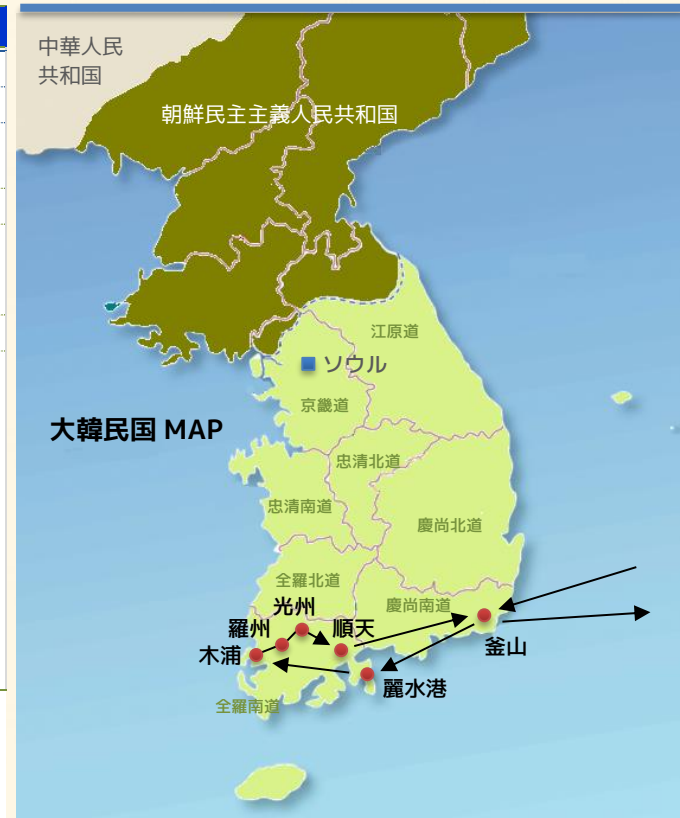 中華人民
共和国
朝鮮民主主義人民共和国
江原道
ソウル
京畿道
大韓民国 MAP
忠清北道
忠清南道
慶尚北道
全羅北道
慶尚南道
光州
羅州
順天
木浦
釜山
麗水港
全羅南道